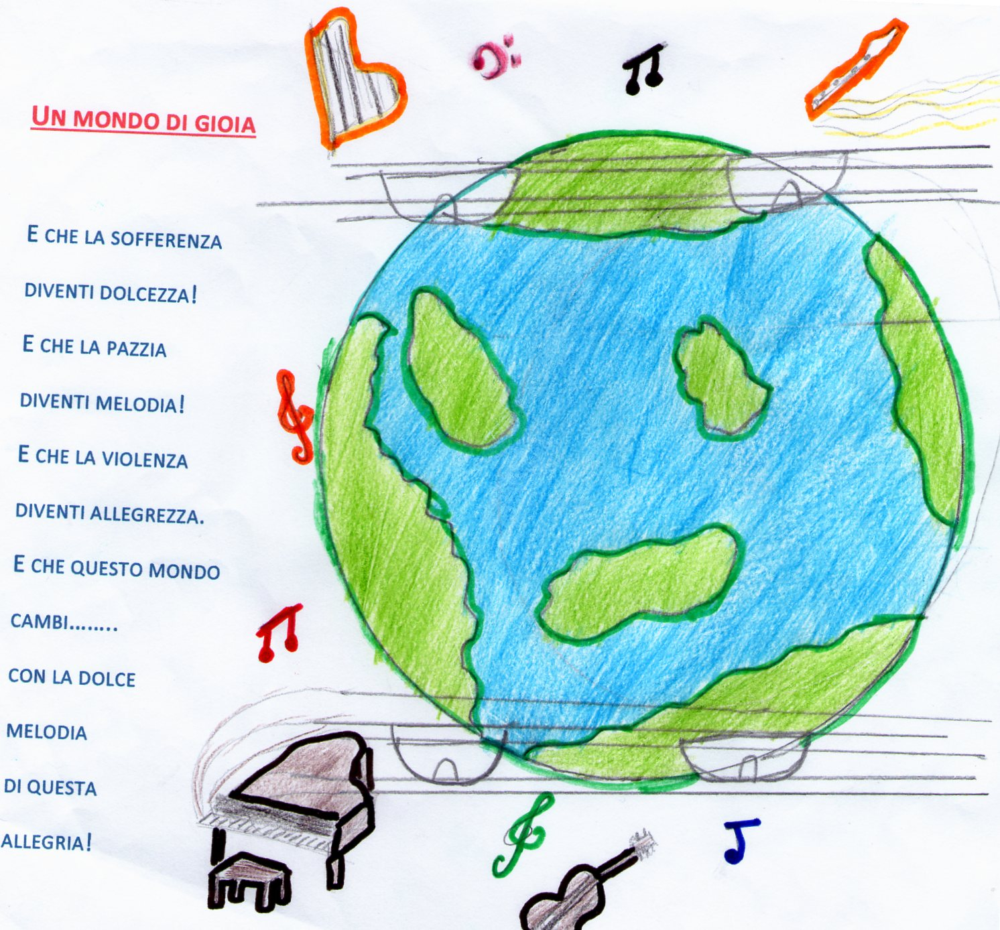 UN MONDO DI GIOIA
E CHE LA SOFFERENZA
DIVENTI DOLCEZZA!
E CHE LA PAZZIA
DIVENTI MELODIA!
E CHE LA VIOLENZA
DIVENTI ALLEGREZZA.
E CHE QUESTO MONDO
CAMBI........
CON LA DOLCE
MELODIA
DI QUESTA
ALLEGRIA!